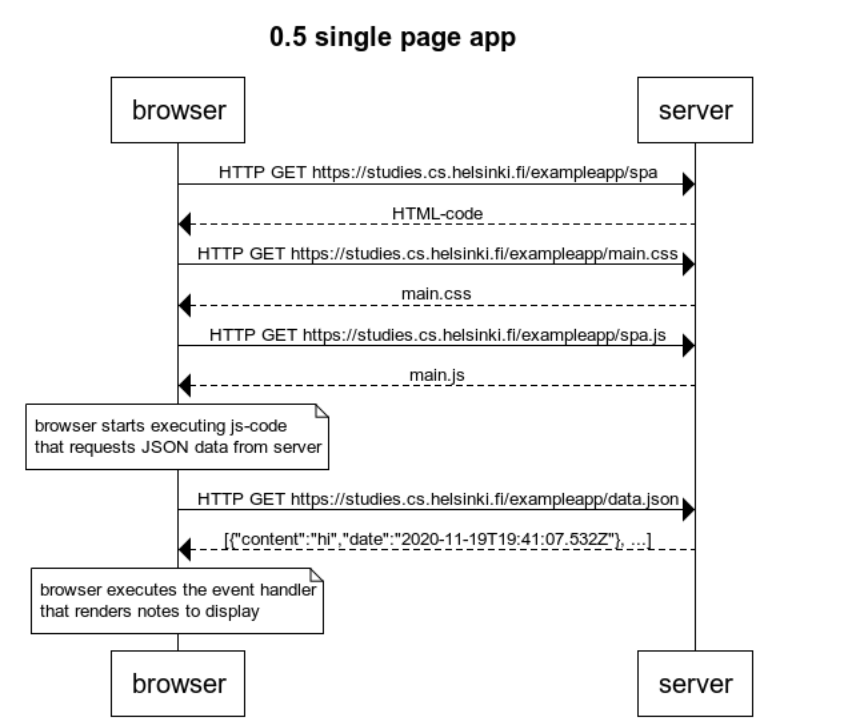 0.5 single page app
browser
server
HTTP GET https://studies.cs.helsinki.fi/exampleapp/spa
HTML-code
HTTP GET https://studies.cs.helsinki.fi/exampleapp/main.css
main.css
HTTP GET https://studies.cs.helsinki.fi/exampleapp/spa.js
main.js
browser starts executing js-code
that requests JSON data from server
HTTP GET https://studies.cs.helsinki.fi/exampleapp/data.json
[{"content":"hi","date":"2020-11-19T19:41:07.532Z"}, ...]
browser executes the event handler
that renders notes to display
browser
server